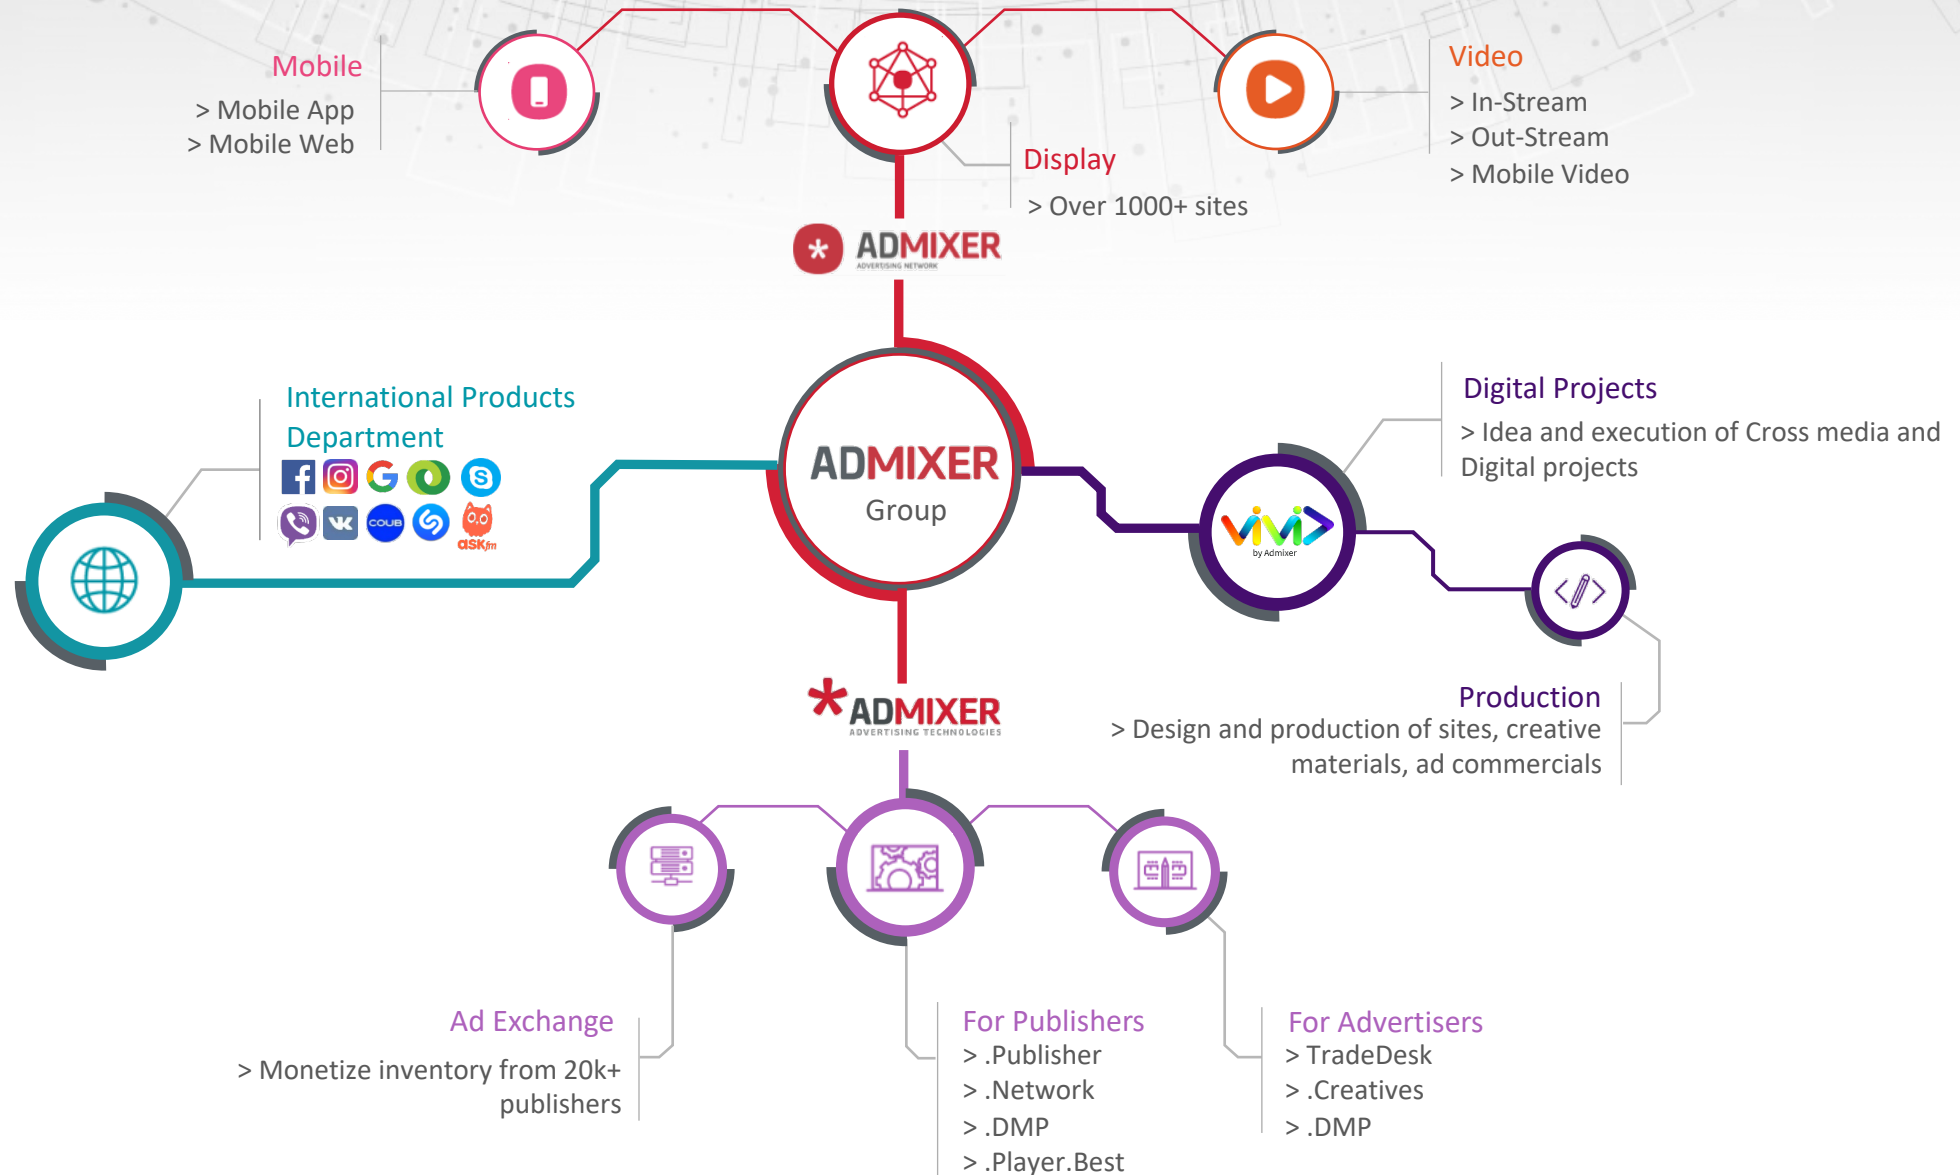 Mobile
> Mobile App
> Mobile Web
Display
> Over 1000+ sites
Video
> In-Stream
> Out-Stream
> Mobile Video
* ADMIXER
ADVERTISING NETWORK
International Products
Department
COUB
ASKfm
ADMIXER
Group
Digital Projects
> Idea and execution of Cross media and
Digital projects
vivid
by Admixer
Production
> Design and production of sites, creative
materials, ad commercials
*ADMIXER
ADVERTISING TECHNOLOGIES
Ad Exchange
> Monetize inventory from 20k+
publishers
For Publishers
> .Publisher
> .Network
> .DMP
> .Player.Best
For Advertisers
> TradeDesk
> .Creatives
> .DMP